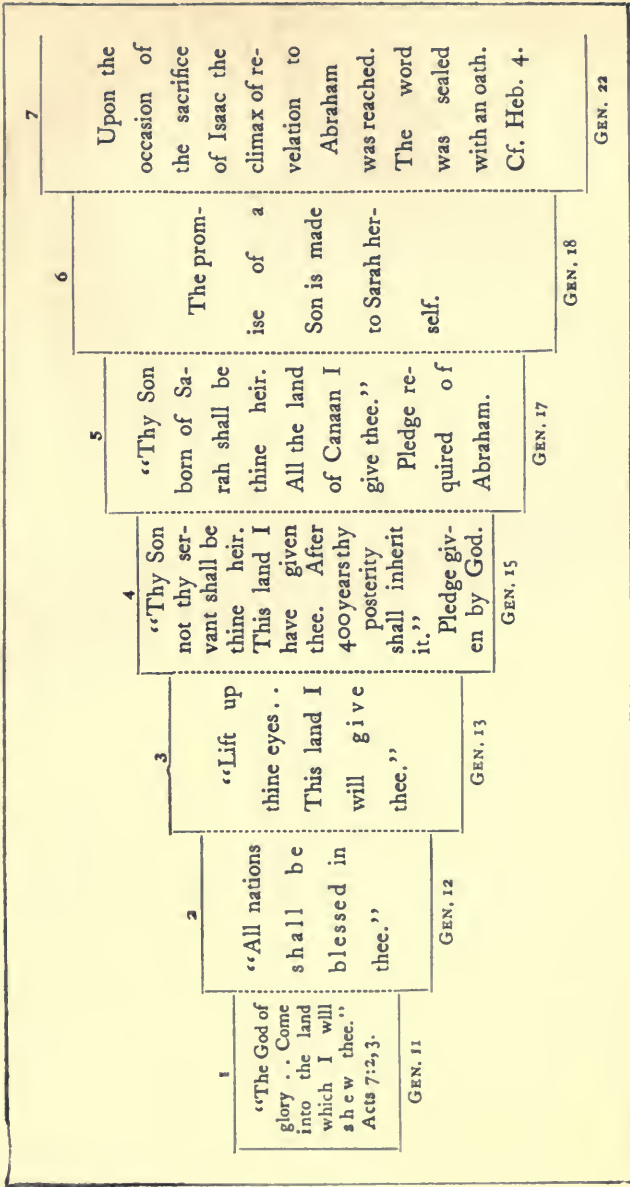 1
“The God of
glory . . Come
into the land
which I will
shew thee.”
Acts 7:2,3.
GEN. 11
2
“All nations
shall be
blessed in
thee.”
GEN. 12
3
“Lift up
thine eyes. .
This land I
will give
thee.”
GEN. 13
4
“Thy Son
not thy ser-
vant shall be
thine heir.
This land I
have given
thee. After
400 years thy
posterity
shall inherit
it.”
Pledge giv-
en by God.
GEN. 15
5
“Thy Son
born of Sa-
rah shall be
thine heir.
All the land
of Canaan I
give thee.”
Pledge re-
quired of
Abraham.
GEN. 17
6
The prom-
ise of a
Son is made
to Sarah her-
self.
GEN. 18
7
Upon the
occasion of
the sacrifice
of Isaac the
climax of re-
velation to
Abraham
was reached.
The word
was sealed
with an oath.
Cf. Heb. 4.
GEN. 22